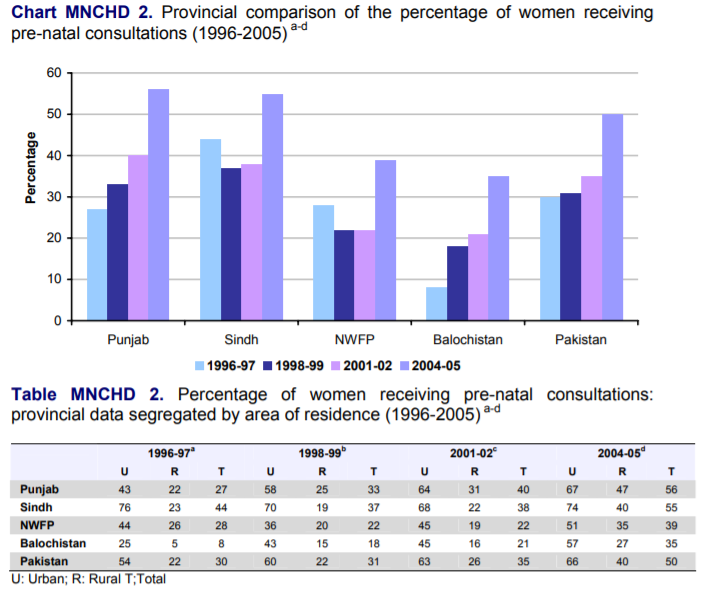 Chart MNCHD 2. Provincial comparison of the percentage of women receiving
pre-natal consultations (1996-2005) a-d
60
50
40
30
20
10
0
Percentage
Punjab Sindh NWFP Balochistan Pakistan
1996-97 1998-99 2001-02 2004-05
Table MNCHD 2. Percentage of women receiving pre-natal consultations:
provincial data segregated by area of residence (1996-2005) a-d
1996-97a 1998-99b 2001-02c 2004-05d
U R T U R T U R T U R T
Punjab 43 22 27 58 25 33 64 31 40 67 47 56
Sindh 76 23 44 70 19 37 68 22 38 74 40 55
NWFP 44 26 28 36 20 22 45 19 22 51 35 39
Balochistan 25 5 8 43 15 18 45 16 21 57 27 35
Pakistan 54 22 30 60 22 31 63 26 35 66 40 50
U: Urban; R: Rural T;Total